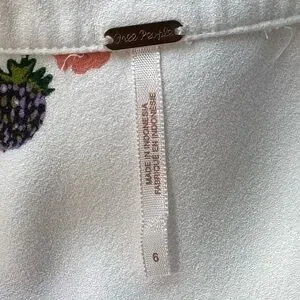 Free People
MADE IN INDONESIA
FABRIQUÉ EN INDONÉSIE
6